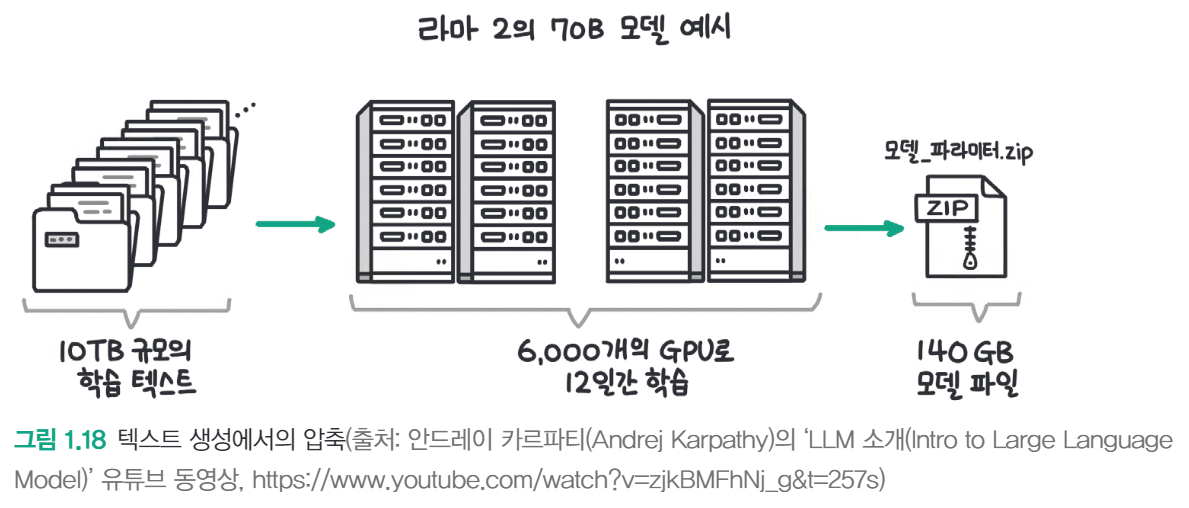 라마 2의 70B 모델 예시
모델_파라미터.zip
ZIP
10TB 규모의
학습 텍스트
6,000개의 GPU로
12일간 학습
140 GB
모델 파일
그림 1.18 텍스트 생성에서의 압축(출처: 안드레이 카르파티(Andrej Karpathy)의 ‘LLM 소개(Intro to Large Language
Model)’ 유튜브 동영상, https://www.youtube.com/watch?v=zjkBMFhNj_g&t=257s)